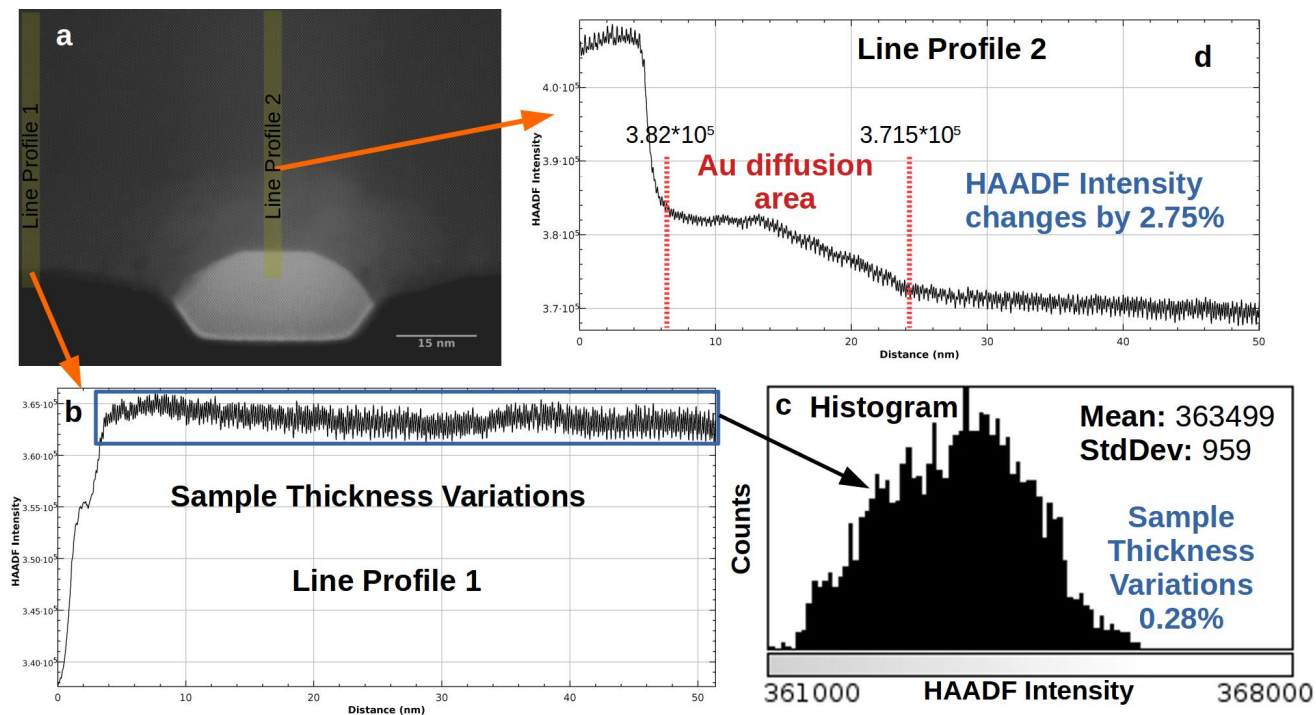 a
Line Profile 1
Line Profile 2
15 nm
Line Profile 2
d
4.0·10⁵
3.9·10⁵
3.8·10⁵
3.7·10⁵
HAADF Intensity
3.82*10⁵
3.715*10⁵
Au diffusion
area
HAADF Intensity
changes by 2.75%
0 10 20 30 40 50
Distance (nm)
b
3.65·10⁵
3.60·10⁵
3.55·10⁵
3.50·10⁵
3.45·10⁵
3.40·10⁵
HAADF Intensity
Sample Thickness Variations
Line Profile 1
0 10 20 30 40 50
Distance (nm)
c Histogram
Mean: 363499
StdDev: 959
Counts
Sample
Thickness
Variations
0.28%
361000 HAADF Intensity 368000